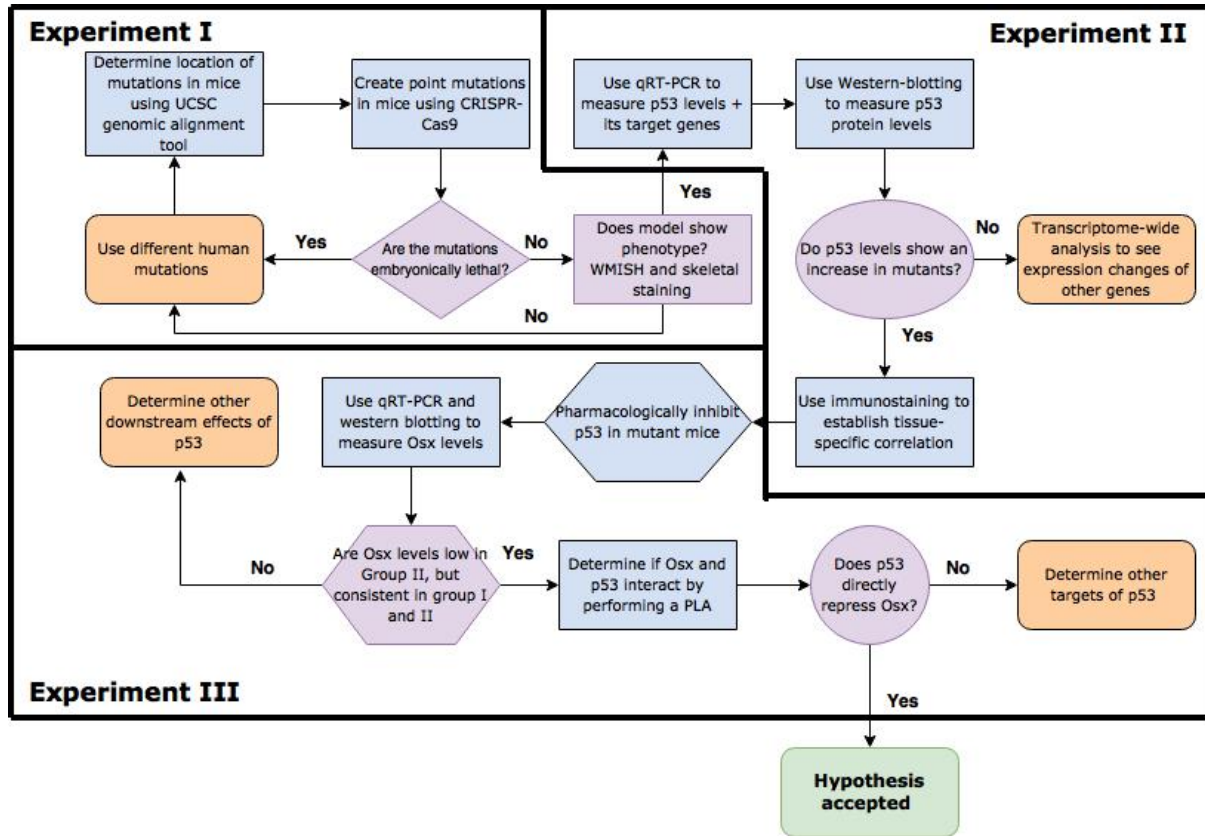 Experiment I
Determine location of
mutations in mice
using UCSC
genomic alignment
tool
Create point mutations
in mice using CRISPR-
Cas9
Are the mutations
embryonically lethal?
Yes
No
Use different human
mutations
Does model show
phenotype?
WMISH and skeletal
staining
No
Yes
Experiment II
Use qRT-PCR to
measure p53 levels +
its target genes
Use Western-blotting
to measure p53
protein levels
Do p53 levels show an
increase in mutants?
No
Transcriptome-wide
analysis to see
expression changes of
other genes
Yes
Use immunostaining to
establish tissue-
specific correlation
Pharmacologically inhibit
p53 in mutant mice
Use qRT-PCR and
western blotting to
measure Osx levels
Determine other
downstream effects of
p53
Are Osx levels low in
Group II, but
consistent in group I
and II
No
Yes
Determine if Osx and
p53 interact by
performing a PLA
Does p53
directly
repress Osx?
No
Determine other
targets of p53
Experiment III
Yes
Hypothesis
accepted